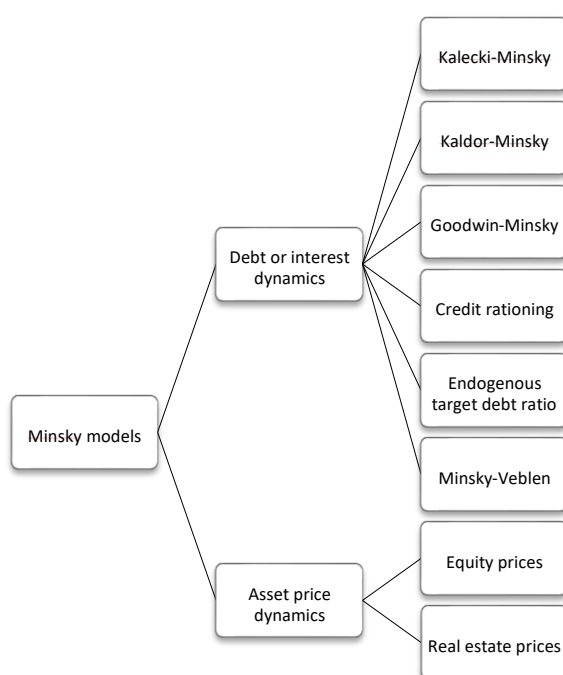 Kalecki-Minsky
Kaldor-Minsky
Goodwin-Minsky
Debt or interest
dynamics
Credit rationing
Endogenous
target debt ratio
Minsky models
Minsky-Veblen
Equity prices
Asset price
dynamics
Real estate prices